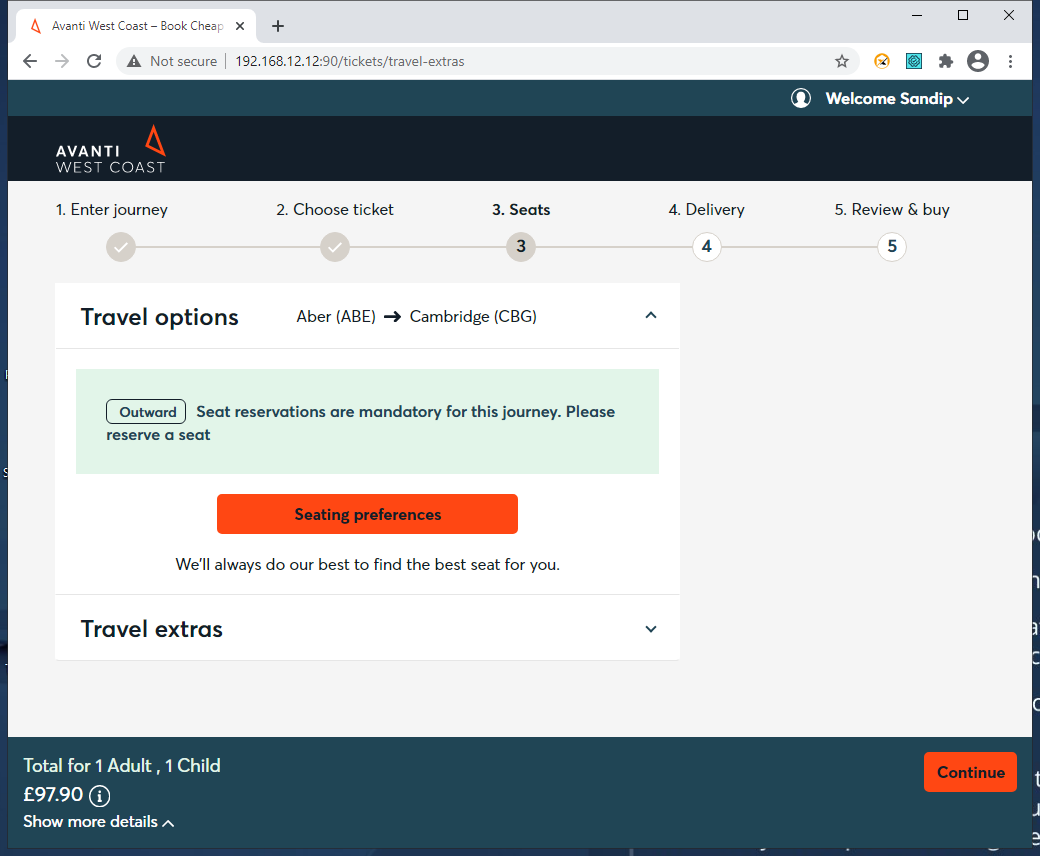 Avanti West Coast – Book Cheap
Not secure
192.168.12.12:90/tickets/travel-extras
Welcome Sandip
AVANTI
WEST COAST
1. Enter journey
2. Choose ticket
3. Seats
4. Delivery
5. Review & buy
3
4
5
Travel options
Aber (ABE) → Cambridge (CBG)
Outward Seat reservations are mandatory for this journey. Please
reserve a seat
Seating preferences
We'll always do our best to find the best seat for you.
Travel extras
Total for 1 Adult , 1 Child
£97.90
Show more details
Continue